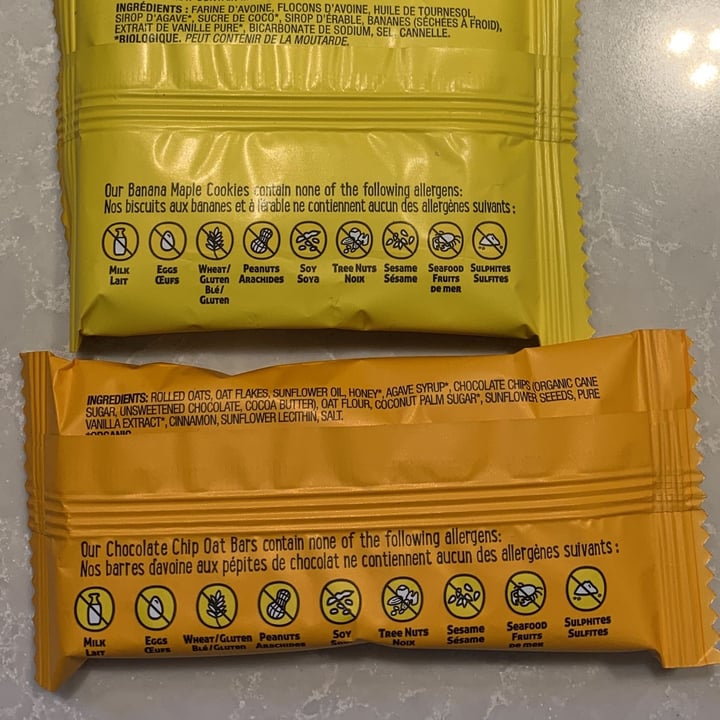 INGRÉDIENTS : FARINE D'AVOINE, FLOCONS D'AVOINE, HUILE DE TOURNESOL,
SIROP D'AGAVE*, SUCRE DE COCO*, SIROP D'ÉRABLE, BANANES (SÉCHÉES À FROID),
EXTRAIT DE VANILLE PURE*, BICARBONATE DE SODIUM, SEL, CANNELLE.
*BIOLOGIQUE. PEUT CONTENIR DE LA MOUTARDE.
Our Banana Maple Cookies contain none of the following allergens:
Nos biscuits aux bananes et à l'érable ne contiennent aucun des allergènes suivants :
MILK EGGS WHEAT/ PEANUTS SOY TREE NUTS SESAME SEAFOOD SULPHITES
LAIT ŒUFS GLUTEN ARACHIDES SOYA NOIX SÉSAME FRUITS SULFITES
BLÉ/ DE MER
GLUTEN
INGREDIENTS: ROLLED OATS, OAT FLAKES, SUNFLOWER OIL, HONEY*, AGAVE SYRUP*, CHOCOLATE CHIPS (ORGANIC CANE
SUGAR, UNSWEETENED CHOCOLATE, COCOA BUTTER), OAT FLOUR, COCONUT PALM SUGAR*, SUNFLOWER SEEEDS, PURE
VANILLA EXTRACT*, CINNAMON, SUNFLOWER LECITHIN, SALT.
*ORGANIC
Our Chocolate Chip Oat Bars contain none of the following allergens:
Nos barres d'avoine aux pépites de chocolat ne contiennent aucun des allergènes suivants :
MILK EGGS WHEAT/GLUTEN PEANUTS SOY TREE NUTS SESAME SEAFOOD SULPHITES
LAIT ŒUFS BLÉ/GLUTEN ARACHIDES SOYA NOIX SÉSAME FRUITS SULFITES
DE MER